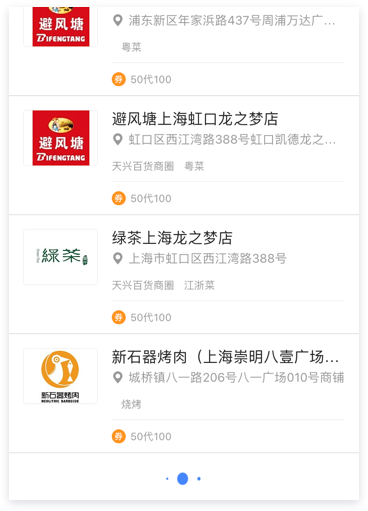 避风塘
BIFENGTANG
浦东新区年家浜路437号周浦万达广...
粤菜
券 50代100
避风塘
BIFENGTANG
避风塘上海虹口龙之梦店
虹口区西江湾路388号虹口凯德龙之...
天兴百货商圈 粤菜
券 50代100
綠茶
绿茶上海龙之梦店
上海市虹口区西江湾路388号
天兴百货商圈 江浙菜
券 50代100
新石器烤肉
NEOLITHIC BARBECUE
新石器烤肉（上海崇明八壹广场...
城桥镇八一路206号八一广场010号商铺
烧烤
券 50代100